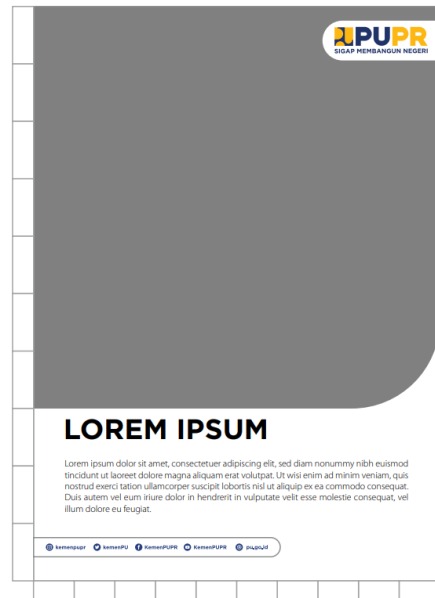 PUPR
SIGAP MEMBANGUN NEGERI
LOREM IPSUM
Lorem ipsum dolor sit amet, consectetuer adipiscing elit, sed diam nonummy nibh euismod
tincidunt ut laoreet dolore magna aliquam erat volutpat. Ut wisi enim ad minim veniam, quis
nostrud exerci tation ullamcorper suscipit lobortis nisl ut aliquip ex ea commodo consequat.
Duis autem vel eum iriure dolor in hendrerit in vulputate velit esse molestie consequat, vel
illum dolore eu feugiat.
kemenpupr kemenPU KemenPUPR KemenPUPR pu.go.id